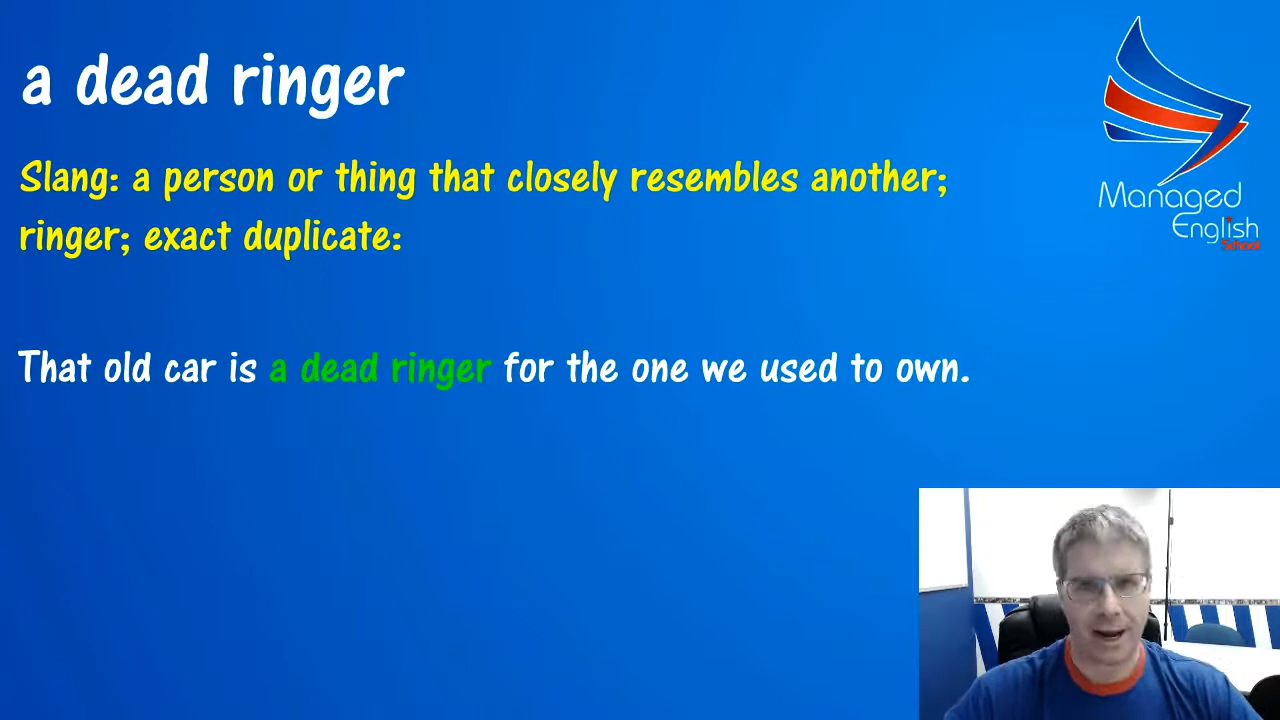 a dead ringer
Slang: a person or thing that closely resembles another;
ringer; exact duplicate:
That old car is a dead ringer for the one we used to own.
Managed
English
School